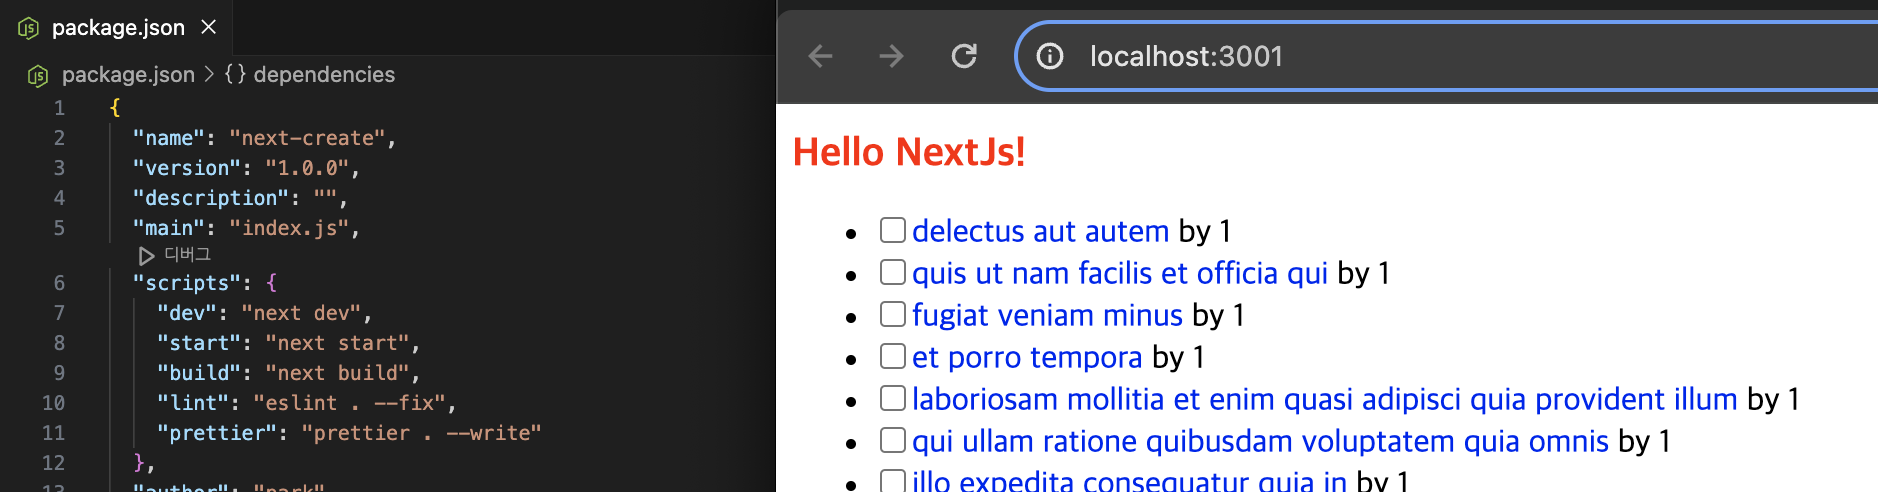 package.json
package.json > {} dependencies
1 {
2 "name": "next-create",
3 "version": "1.0.0",
4 "description": "",
5 "main": "index.js",
디버그
6 "scripts": {
7 "dev": "next dev",
8 "start": "next start",
9 "build": "next build",
10 "lint": "eslint . --fix",
11 "prettier": "prettier . --write"
12 },
13 "author": "park"
localhost:3001
Hello NextJs!
delectus aut autem by 1
quis ut nam facilis et officia qui by 1
fugiat veniam minus by 1
et porro tempora by 1
laboriosam mollitia et enim quasi adipisci quia provident illum by 1
qui ullam ratione quibusdam voluptatem quia omnis by 1
illo expedita consequatur quia in by 1